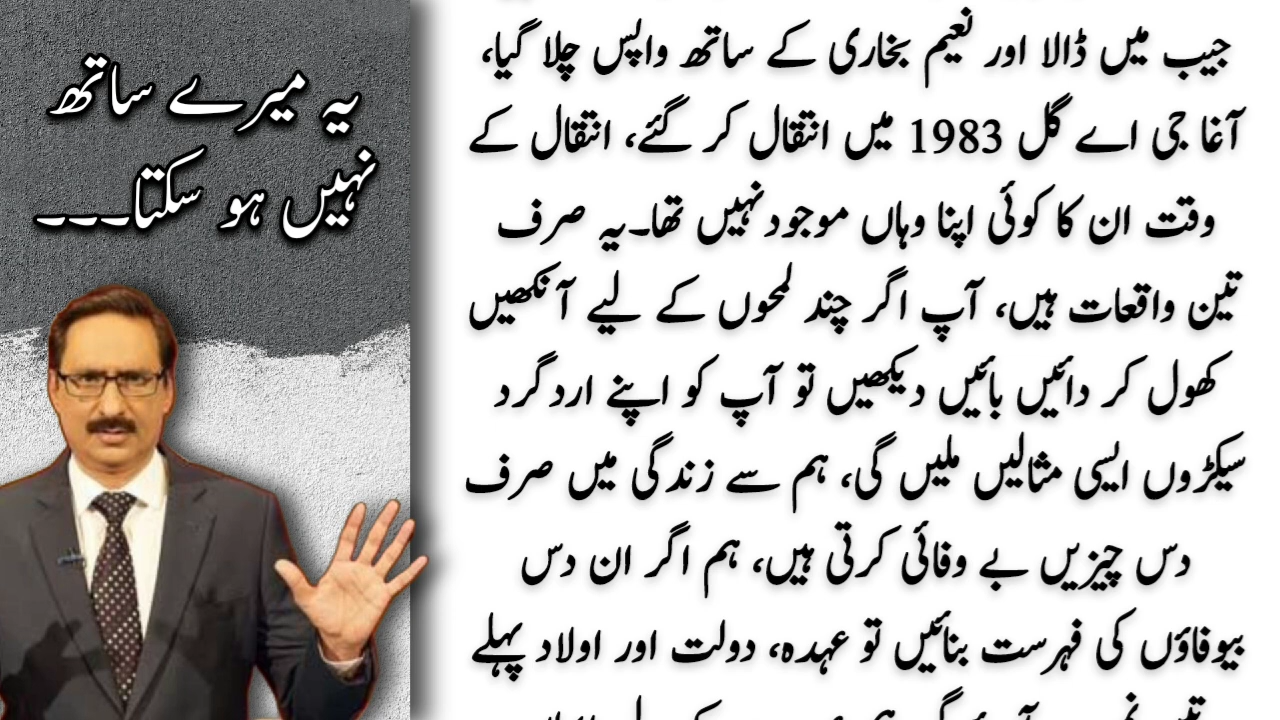 یہ میرے ساتھ
نہیں ہو سکتا۔۔۔
جیب میں ڈالا اور نعیم بخاری کے ساتھ واپس چلا گیا،
آغا جی اے گل 1983 میں انتقال کر گئے، انتقال کے
وقت ان کا کوئی اپنا وہاں موجود نہیں تھا۔یہ صرف
تین واقعات ہیں، آپ اگر چند لمحوں کے لیے آنکھیں
کھول کر دائیں بائیں دیکھیں تو آپ کو اپنے اردگرد
سیکڑوں ایسی مثالیں ملیں گی، ہم سے زندگی میں صرف
دس چیزیں بے وفائی کرتی ہیں، ہم اگر ان دس
بیوفاؤں کی فہرست بنائیں تو عہدہ، دولت اور اولاد پہلے